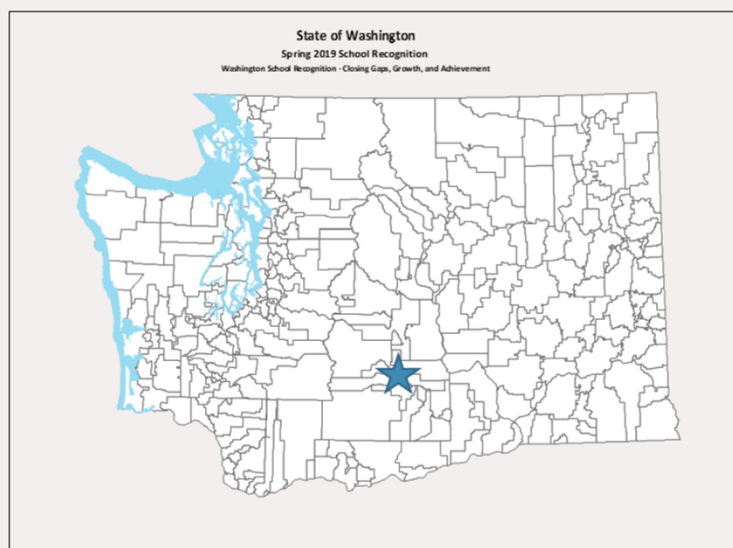 State of Washington
Spring 2019 School Recognition
Washington School Recognition - Closing Gaps, Growth, and Achievement